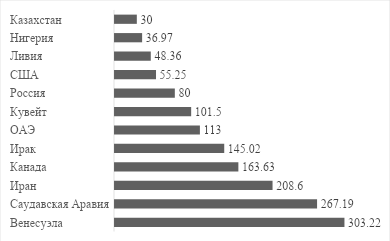 Казахстан 30
Нигерия 36.97
Ливия 48.36
США 55.25
Россия 80
Кувейт 101.5
ОАЭ 113
Ирак 145.02
Канада 163.63
Иран 208.6
Саудавская Аравия 267.19
Венесуэла 303.22